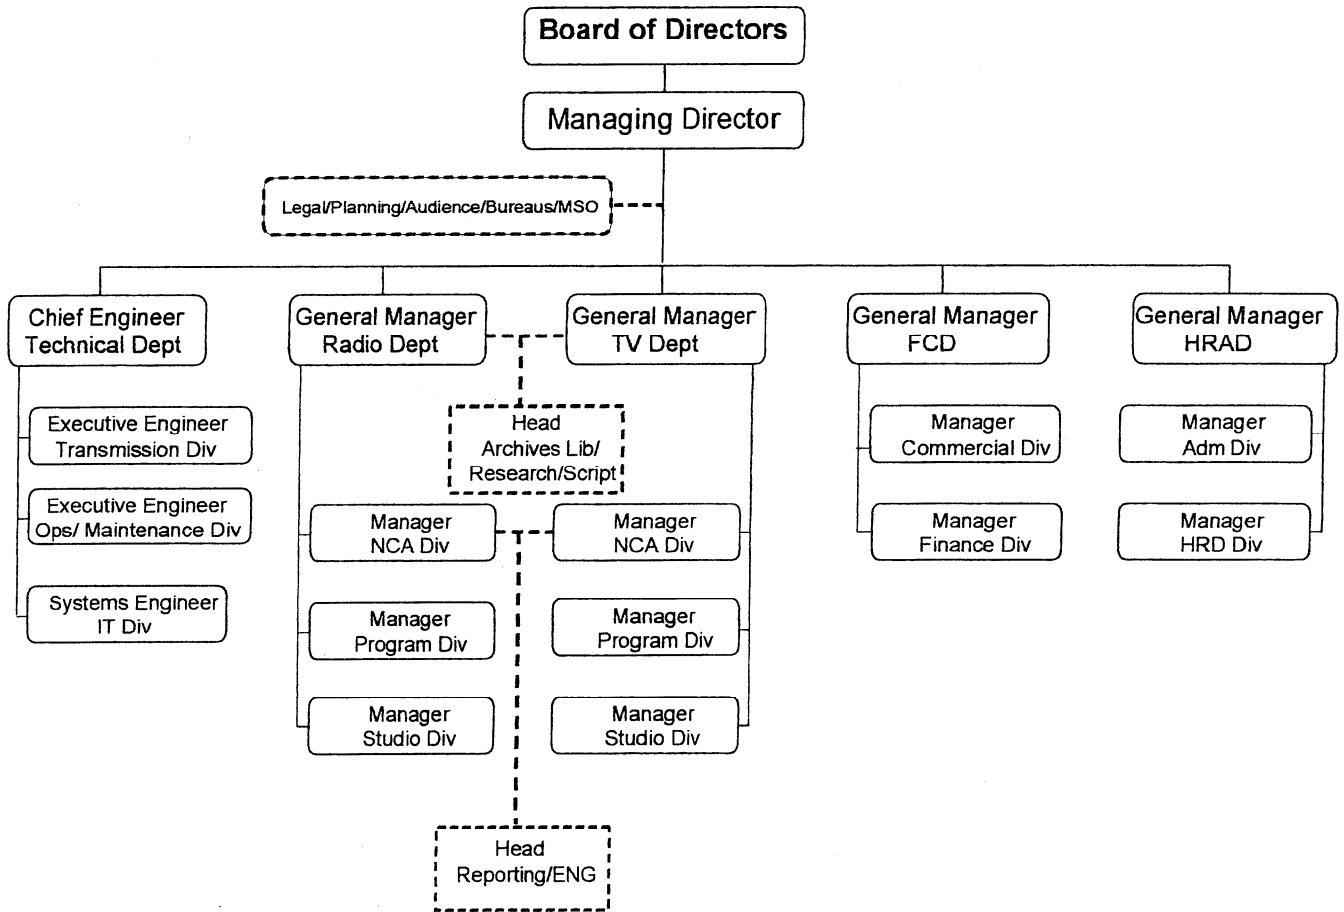 Board of Directors
Managing Director
Legal/Planning/Audience/Bureaus/MSO
Chief Engineer
Technical Dept
General Manager
Radio Dept
General Manager
TV Dept
General Manager
FCD
General Manager
HRAD
Executive Engineer
Transmission Div
Executive Engineer
Ops/ Maintenance Div
Systems Engineer
IT Div
Head
Archives Lib/
Research/Script
Manager
NCA Div
Manager
Program Div
Manager
Studio Div
Manager
NCA Div
Manager
Program Div
Manager
Studio Div
Head
Reporting/ENG
Manager
Commercial Div
Manager
Finance Div
Manager
Adm Div
Manager
HRD Div